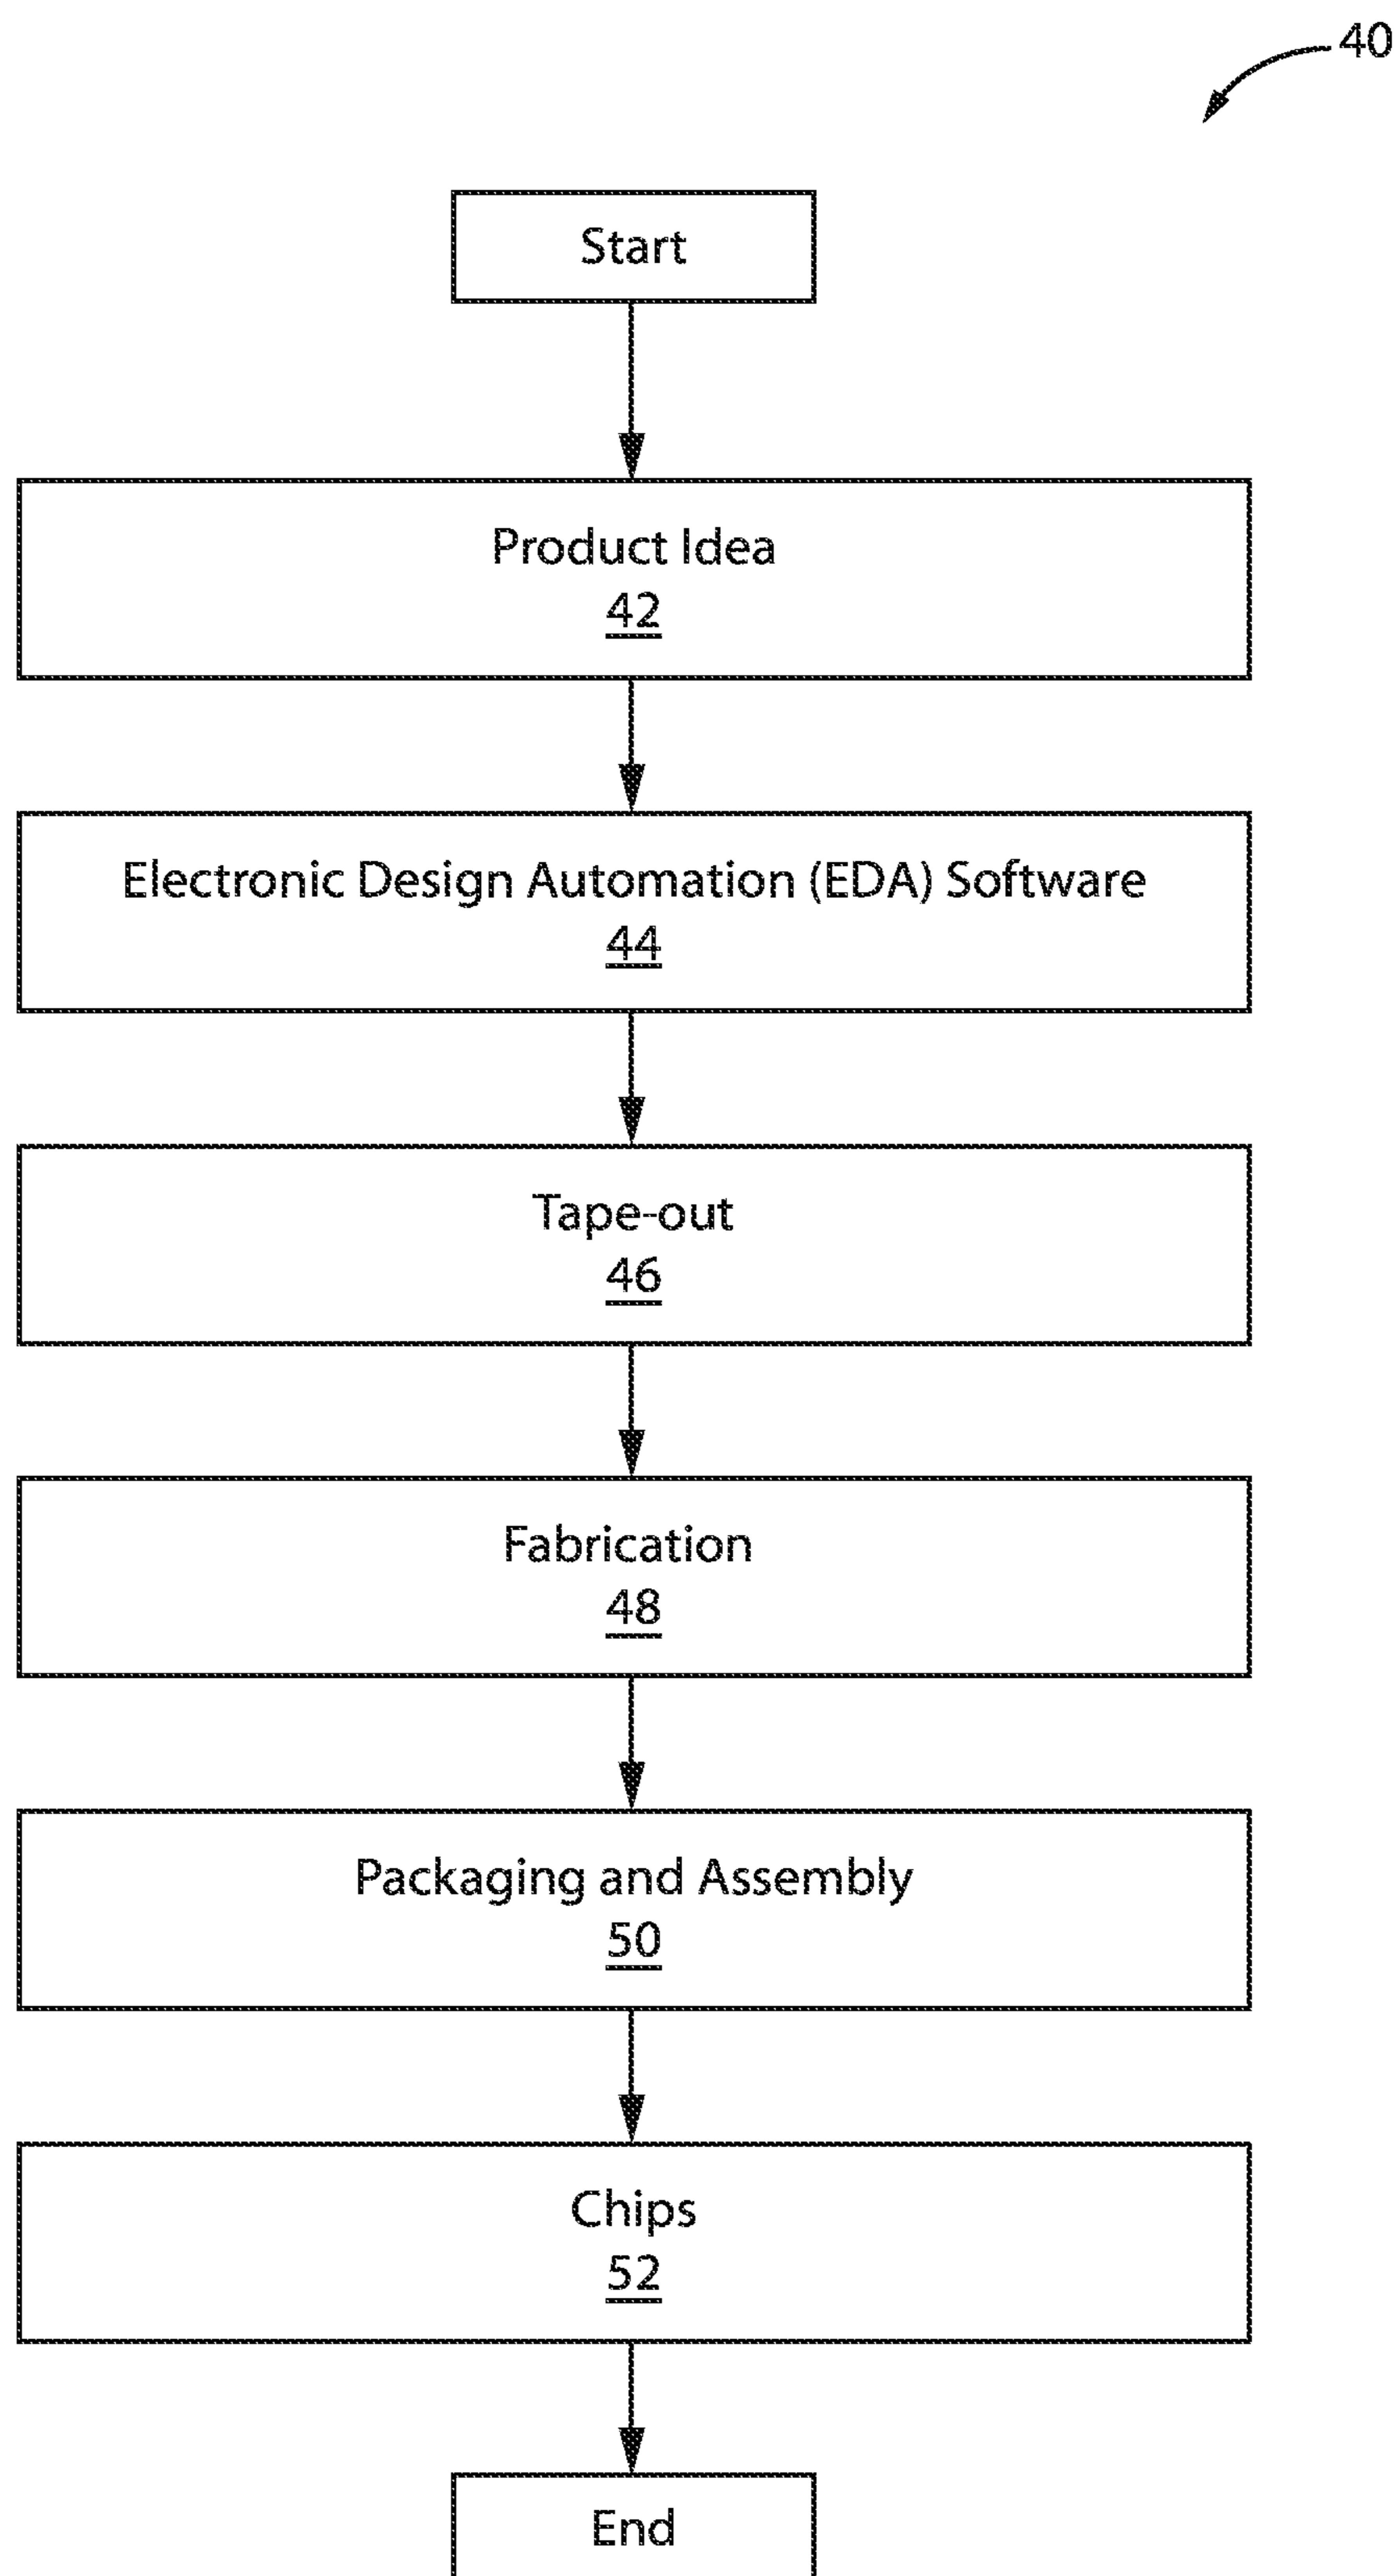 40
Start
Product Idea
42
Electronic Design Automation (EDA) Software
44
Tape-out
46
Fabrication
48
Packaging and Assembly
50
Chips
52
End